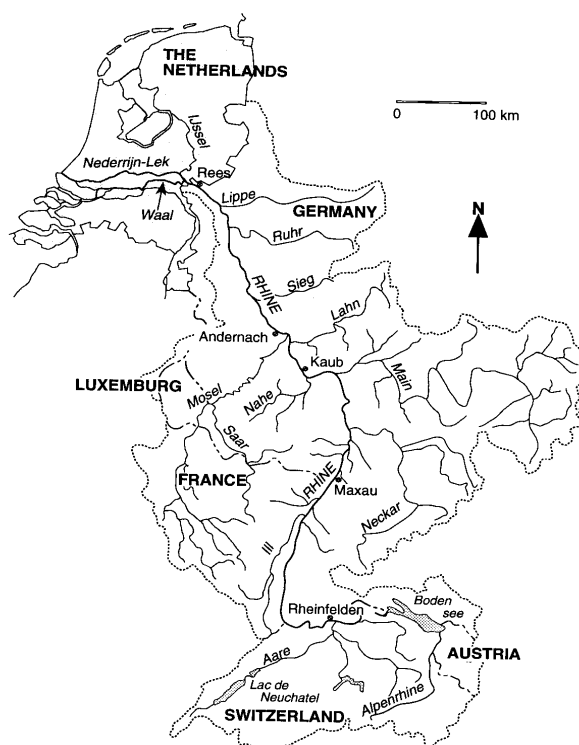 THE
NETHERLANDS
0 100 km
IJssel
Nederrijn-Lek
Rees
Lippe
Waal
GERMANY
N
Ruhr
RHINE
Sieg
Lahn
Andernach
Kaub
LUXEMBURG
Mosel
Nahe
Main
Saar
FRANCE
RHINE
Maxau
Neckar
Ill
Rheinfelden
Boden
see
Aare
AUSTRIA
Lac de
Neuchatel
Alpenrhine
SWITZERLAND